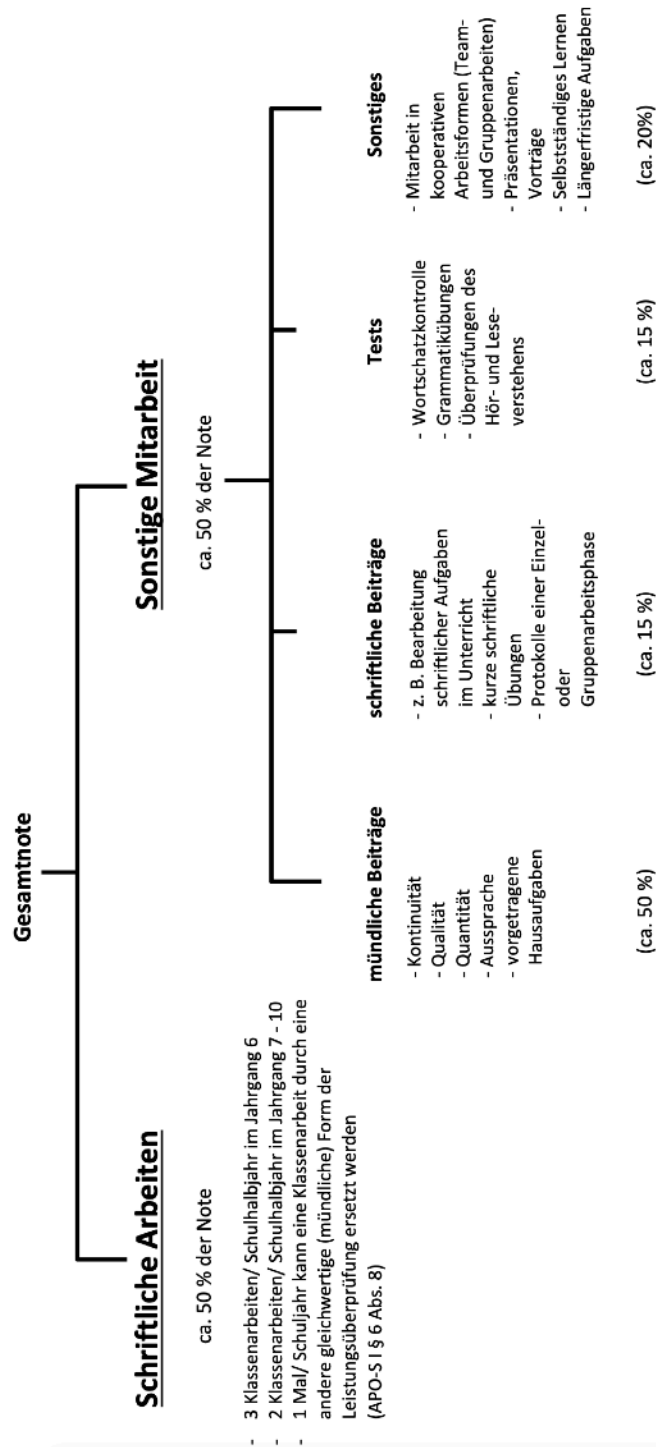 Gesamtnote
Schriftliche Arbeiten
ca. 50 % der Note
- 3 Klassenarbeiten/ Schulhalbjahr im Jahrgang 6
- 2 Klassenarbeiten/ Schulhalbjahr im Jahrgang 7 - 10
- 1 Mal/ Schuljahr kann eine Klassenarbeit durch eine
andere gleichwertige (mündliche) Form der
Leistungsüberprüfung ersetzt werden
(APO-S I § 6 Abs. 8)
Sonstige Mitarbeit
ca. 50 % der Note
mündliche Beiträge
- Kontinuität
- Qualität
- Quantität
- Aussprache
- vorgetragene
Hausaufgaben
(ca. 50 %)
schriftliche Beiträge
- z. B. Bearbeitung
schriftlicher Aufgaben
im Unterricht
- kurze schriftliche
Übungen
- Protokolle einer Einzel-
oder
Gruppenarbeitsphase
(ca. 15 %)
Tests
- Wortschatzkontrolle
- Grammatikübungen
- Überprüfungen des
Hör- und Lese-
verstehens
(ca. 15 %)
Sonstiges
- Mitarbeit in
kooperativen
Arbeitsformen (Team-
und Gruppenarbeiten)
- Präsentationen,
Vorträge
- Selbstständiges Lernen
- Längerfristige Aufgaben
(ca. 20%)